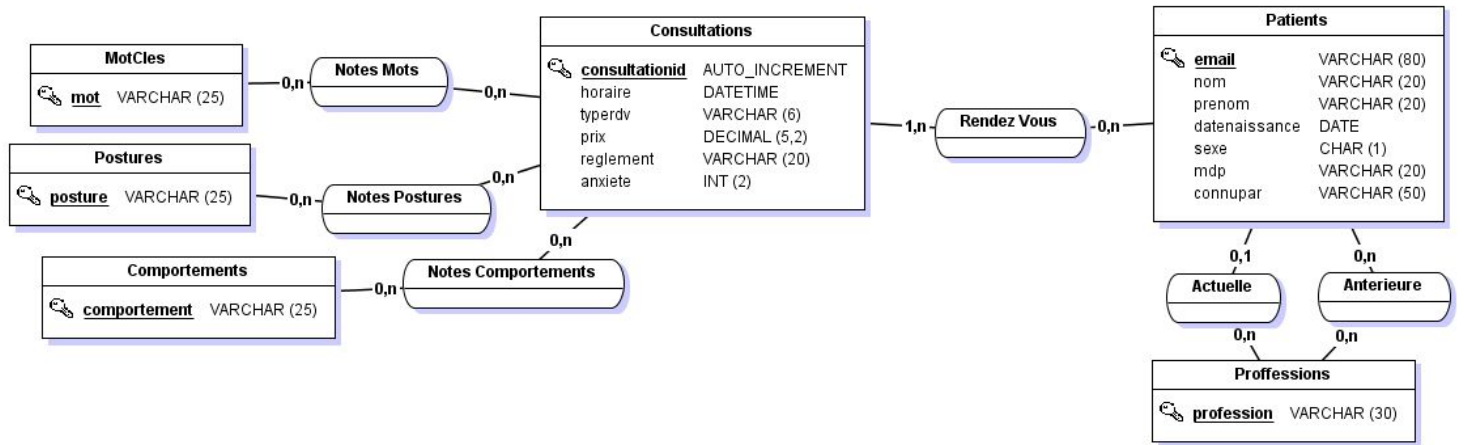 MotCles
mot VARCHAR (25)
0,n
Notes Mots
0,n
Postures
posture VARCHAR (25)
0,n
Notes Postures
0,n
Comportements
comportement VARCHAR (25)
0,n
Notes Comportements
0,n
Consultations
consultationid AUTO_INCREMENT
horaire DATETIME
typerdv VARCHAR (6)
prix DECIMAL (5,2)
reglement VARCHAR (20)
anxiete INT (2)
1,n
Rendez Vous
0,n
Patients
email VARCHAR (80)
nom VARCHAR (20)
prenom VARCHAR (20)
datenaissance DATE
sexe CHAR (1)
mdp VARCHAR (20)
connupar VARCHAR (50)
0,1
0,n
Actuelle
Anterieure
0,n
0,n
Proffessions
profession VARCHAR (30)